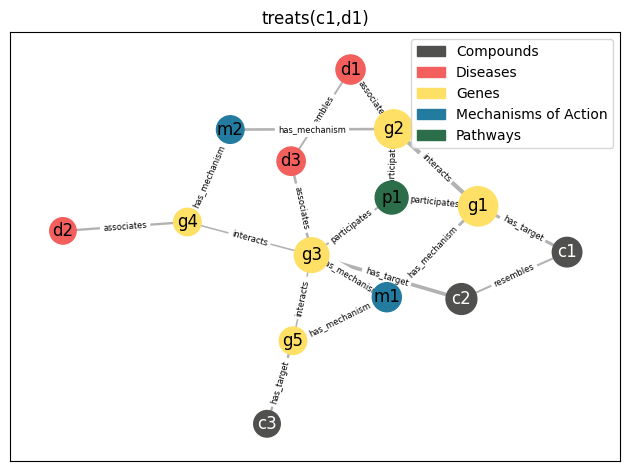 treats(c1,d1)
Compounds
Diseases
Genes
Mechanisms of Action
Pathways
d1
associates
g2
m2
has_mechanism
d3
interacts
has_mechanism
p1
participates
g1
participates
has_target
d2
associates
g4
associates
interacts
participates
has_mechanism
c1
g3
has_target
resembles
has_mechanism
m1
c2
interacts
has_mechanism
g5
has_target
c3